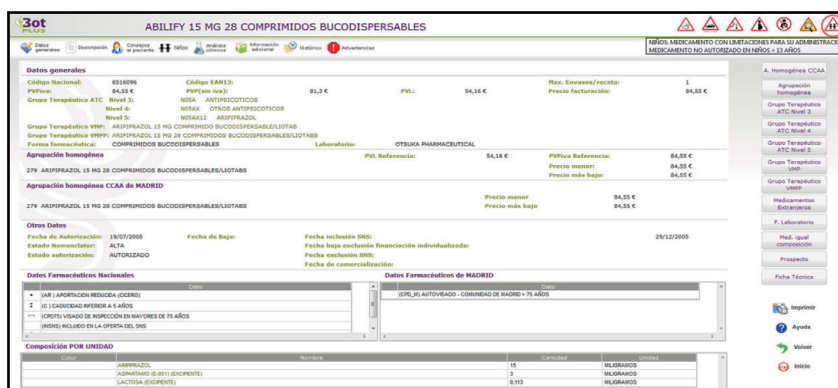 Bot
PLUS
ABILIFY 15 MG 28 COMPRIMIDOS BUCODISPERSABLES
Datos generales
Descripción
Consejos al paciente
Niños
Análisis clínicos
Información adicional
Histórico
Advertencias
NIÑOS: MEDICAMENTO CON LIMITACIONES PARA SU ADMINISTRACI
MEDICAMENTO NO AUTORIZADO EN NIÑOS < 13 AÑOS
Datos generales
Código Nacional: 6516096 Código EAN13: Max. Envases/receta: 1
PVPiva: 84,55 € PVP(sin iva): 81,3 € PVL: 54,16 € Precio facturación: 84,55 €
Grupo Terapéutico ATC Nivel 3: N05A ANTIPSICOTICOS
Nivel 4: N05AX OTROS ANTIPSICOTICOS
Nivel 5: N05AX12 ARIPIPRAZOL
Grupo Terapéutico VMP: ARIPIPRAZOL 15 MG COMPRIMIDO BUCODISPERSABLE/LIOTAB
Grupo Terapéutico VMPP: ARIPIPRAZOL 15 MG 28 COMPRIMIDOS BUCODISPERSABLES/LIOTABS
Forma farmacéutica: COMPRIMIDOS BUCODISPERSABLES Laboratorio: OTSUKA PHARMACEUTICAL
Agrupación homogénea PVL Referencia: 54,16 € PVPiva Referencia: 84,55 €
Precio menor: 84,55 €
279 ARIPIPRAZOL 15 MG 28 COMPRIMIDOS BUCODISPERSABLES/LIOTABS Precio más bajo: 84,55 €
Agrupación homogénea CCAA de MADRID
Precio menor 84,55 €
279 ARIPIPRAZOL 15 MG 28 COMPRIMIDOS BUCODISPERSABLES/LIOTABS Precio más bajo 84,55 €
Otros Datos
Fecha de Autorización: 19/07/2005 Fecha de Baja: Fecha inclusión SNS: 29/12/2005
Estado Nomenclator: ALTA Fecha baja exclusión financiación individualizada:
Estado autorización: AUTORIZADO Fecha exclusión SNS:
Fecha de comercialización:
Datos Farmacéuticos Nacionales Datos Farmacéuticos de MADRID
Dato Dato
(AR ) APORTACION REDUCIDA (CICERO) (CPD_M) AUTOVISADO - COMUNIDAD DE MADRID + 75 AÑOS
(C ) CADUCIDAD INFERIOR A 5 AÑOS
(CPD75) VISADO DE INSPECCIÓN EN MAYORES DE 75 AÑOS
(INSNS) INCLUIDO EN LA OFERTA DEL SNS
Composición POR UNIDAD
Color Nombre Cantidad Unidad
ARIPIPRAZOL 15 MILIGRAMOS
ASPARTAMO (E-951) (EXCIPIENTE) 3 MILIGRAMOS
LACTOSA (EXCIPIENTE) 0,113 MILIGRAMOS
A. Homogénea CCAA
Agrupación homogénea
Grupo Terapéutico ATC Nivel 3
Grupo Terapéutico ATC Nivel 4
Grupo Terapéutico ATC Nivel 5
Grupo Terapéutico VMP
Grupo Terapéutico VMPP
Medicamentos Extranjeros
F. Laboratorio
Med. igual composición
Prospecto
Ficha Técnica
Imprimir
Ayuda
Volver
Inicio